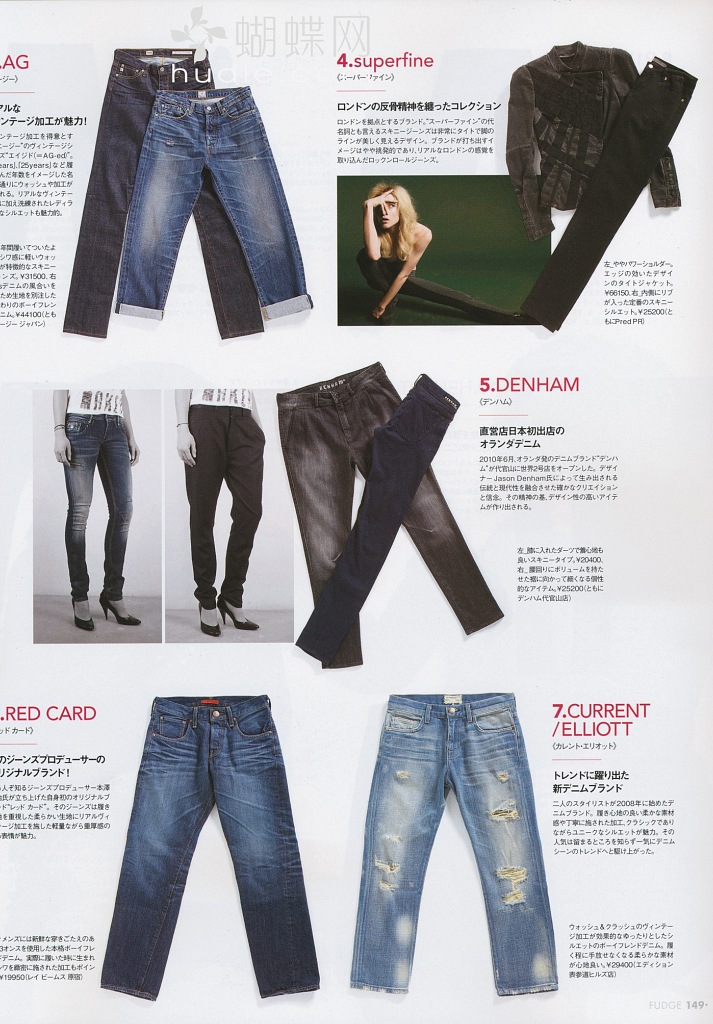 蝴蝶网
.AG
ージー》
アルな
ンテージ加工が魅力!
4.superfine
《スーパーファイン》
ロンドンの反骨精神を纏ったコレクション
ロンドンを拠点とするブランド。"スーパーファイン"の代
名詞とも言えるスキニージーンズは非常にタイトで脚の
ラインが美しく見えるデザイン。ブランドが打ち出すイ
メージはやや挑発的であり、リアルなロンドンの感覚を
取り込んだロックンロールジーンズ。
左_ややパワーショルダー。
エッジの効いたデザイ
ンのタイトジャケット。
¥66150、右_内側にリブ
が入った定番のスキニー
シルエット。¥25200(と
もにPred PR)
ンテージ加工を得意とす
ージー"のヴィンテージシ
ズ"エイジド(=AG-ed)"。
ears]、[25years]など履
んだ年数をイメージした名
通りにウォッシュや加工が
れる。リアルなヴィンテー
に加え洗練されたレディラ
なシルエットも魅力的。
年間履いてついたよ
シワ感に軽いウォッ
が特徴的なスキニー
ンズ。¥31500、右
デニムの風合いを
ため生地を別注した
わりのボーイフレン
ニム。¥44100(とも
ージー ジャパン)
5.DENHAM
《デンハム》
直営店日本初出店の
オランダデニム
2010年6月、オランダ発のデニムブランド"デンハ
ム"が代官山に世界2号店をオープンした。デザイ
ナーJason Denham氏によって生み出される
伝統と現代性を融合させた確かなクリエイション
と信念。その精神の基、デザイン性の高いアイテ
ムが作り出される。
左_膝に入れたダーツで履心地も
良いスキニータイプ。¥20400、
右_腰回りにボリュームを持た
せた裾に向かって細くなる個性
的なアイテム。¥25200(ともに
デンハム代官山店)
.RED CARD
ッド カード》
のジーンズプロデューサーの
リジナルブランド!
人ぞ知るジーンズプロデューサー本澤
氏が立ち上げた自身初のオリジナルブ
ド"レッド カード"。そのジーンズは履き
を重視した柔らかい生地にリアルヴィ
テージ加工を施した軽量ながら重厚感の
表情が魅力。
メンズには新鮮な穿きごたえのあ
3オンスを使用した本格ボーイフレ
デニム。実際に履いた時に生まれ
ワを緻密に施された加工もポイン
¥19950(レイ ビームス 原宿)
7.CURRENT
/ELLIOTT
《カレント・エリオット》
トレンドに躍り出た
新デニムブランド
二人のスタイリストが2008年に始めたデ
ニムブランド。履き心地の良い柔かな素材
感や丁寧に施された加工、クラシックであり
ながらユニークなシルエットが魅力。その
人気は留まるところを知らず一気にデニム
シーンのトレンドへと駆け上がった。
ウォッシュ&クラッシュのヴィンテー
ジ加工が効果的なゆったりとしたシ
ルエットのボーイフレンドデニム。履
く程に手放せなくなる柔らかな素材
が心地良い。¥29400(エディション
表参道ヒルズ店)
FUDGE 149